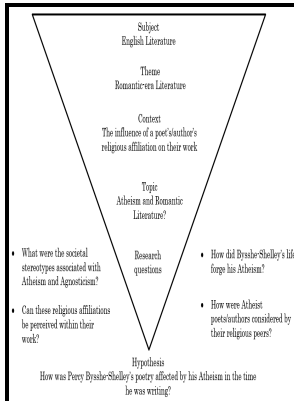 Subject
English Literature
Theme
Romantic-era Literature
Context
The influence of a poet's/author's
religious affiliation on their work
Topic
Atheism and Romantic
Literature?
Research
questions
• What were the societal
stereotypes associated with
Atheism and Agnosticism?
• Can these religious affiliations
be perceived within their
work?
• How did Bysshe-Shelley's life
forge his Atheism?
• How were Atheist
poets/authors considered by
their religious peers?
Hypothesis
How was Percy Bysshe-Shelley's poetry affected by his Atheism in the time
he was writing?